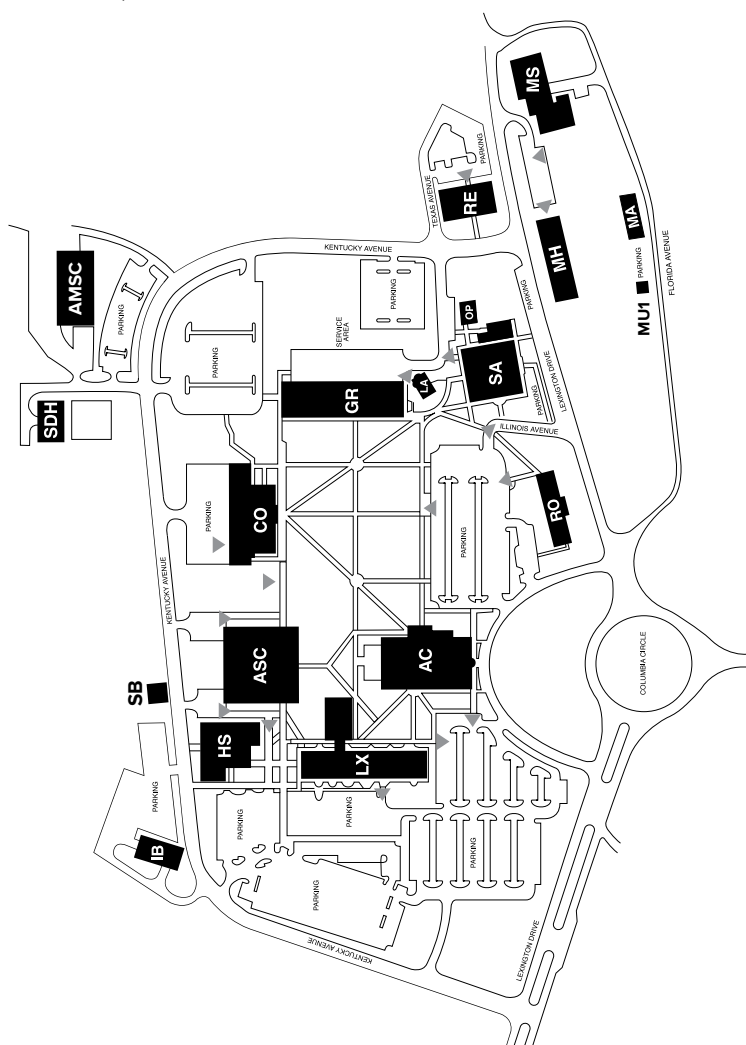 MS
PARKING
TEXAS AVENUE
RE
MA
KENTUCKY AVENUE
AMSC
MH
PARKING
FLORIDA AVENUE
PARKING
MU1
PARKING
PARKING
OP
SERVICE
AREA
PARKING
LA
SA
LEXINGTON DRIVE
GR
PARKING
SDH
ILLINOIS AVENUE
CO
PARKING
RO
PARKING
KENTUCKY AVENUE
ASC
AC
COLUMBIA CIRCLE
SB
HS
LX
PARKING
IB
PARKING
PARKING
PARKING
PARKING
KENTUCKY AVENUE
LEXINGTON DRIVE